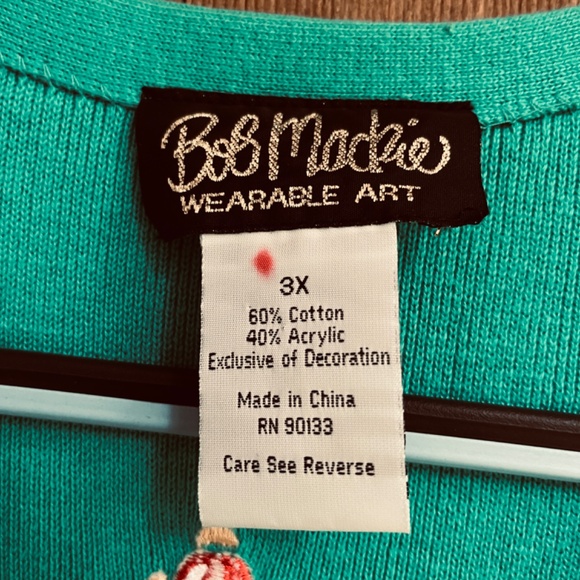 Bob Mackie
WEARABLE ART
3X
60% Cotton
40% Acrylic
Exclusive of Decoration
Made in China
RN 90133
Care See Reverse